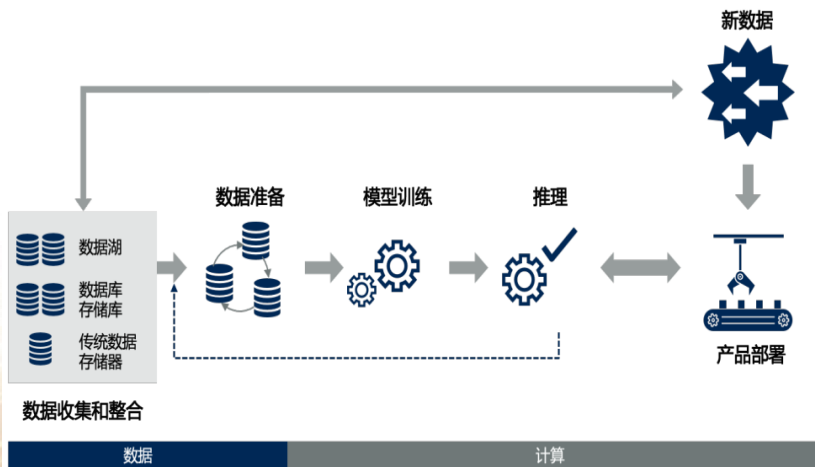 新数据
数据准备
模型训练
推理
数据湖
数据库
存储库
传统数据
存储器
产品部署
数据收集和整合
数据
计算